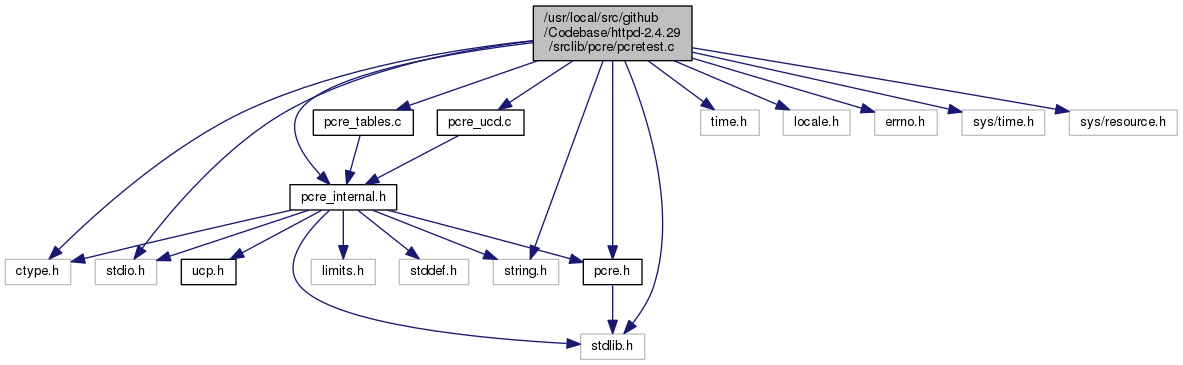 /usr/local/src/github
/Codebase/httpd-2.4.29
/srclib/pcre/pcretest.c
pcre_tables.c
pcre_ucd.c
time.h
locale.h
errno.h
sys/time.h
sys/resource.h
pcre_internal.h
ctype.h
stdio.h
ucp.h
limits.h
stddef.h
string.h
pcre.h
stdlib.h